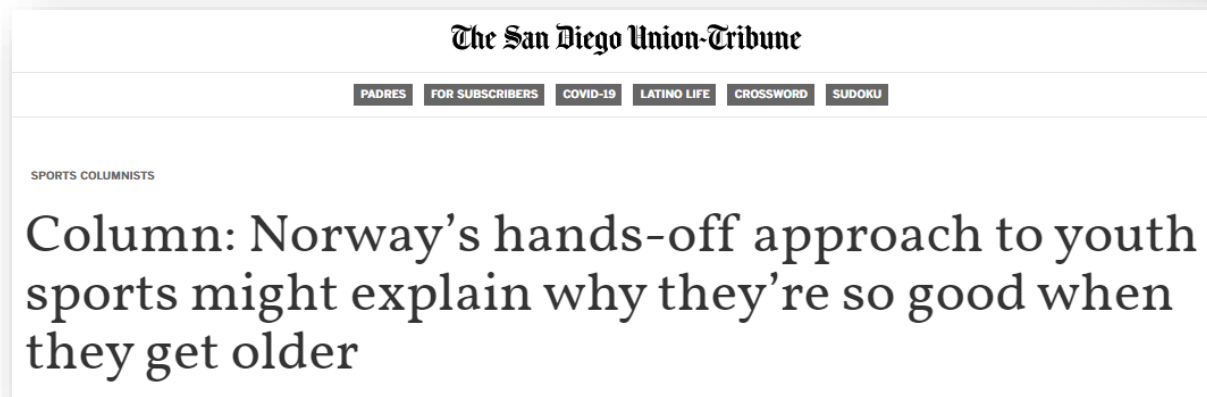 The San Diego Union-Tribune
PADRES FOR SUBSCRIBERS COVID-19 LATINO LIFE CROSSWORD SUDOKU
SPORTS COLUMNISTS
Column: Norway’s hands-off approach to youth
sports might explain why they’re so good when
they get older